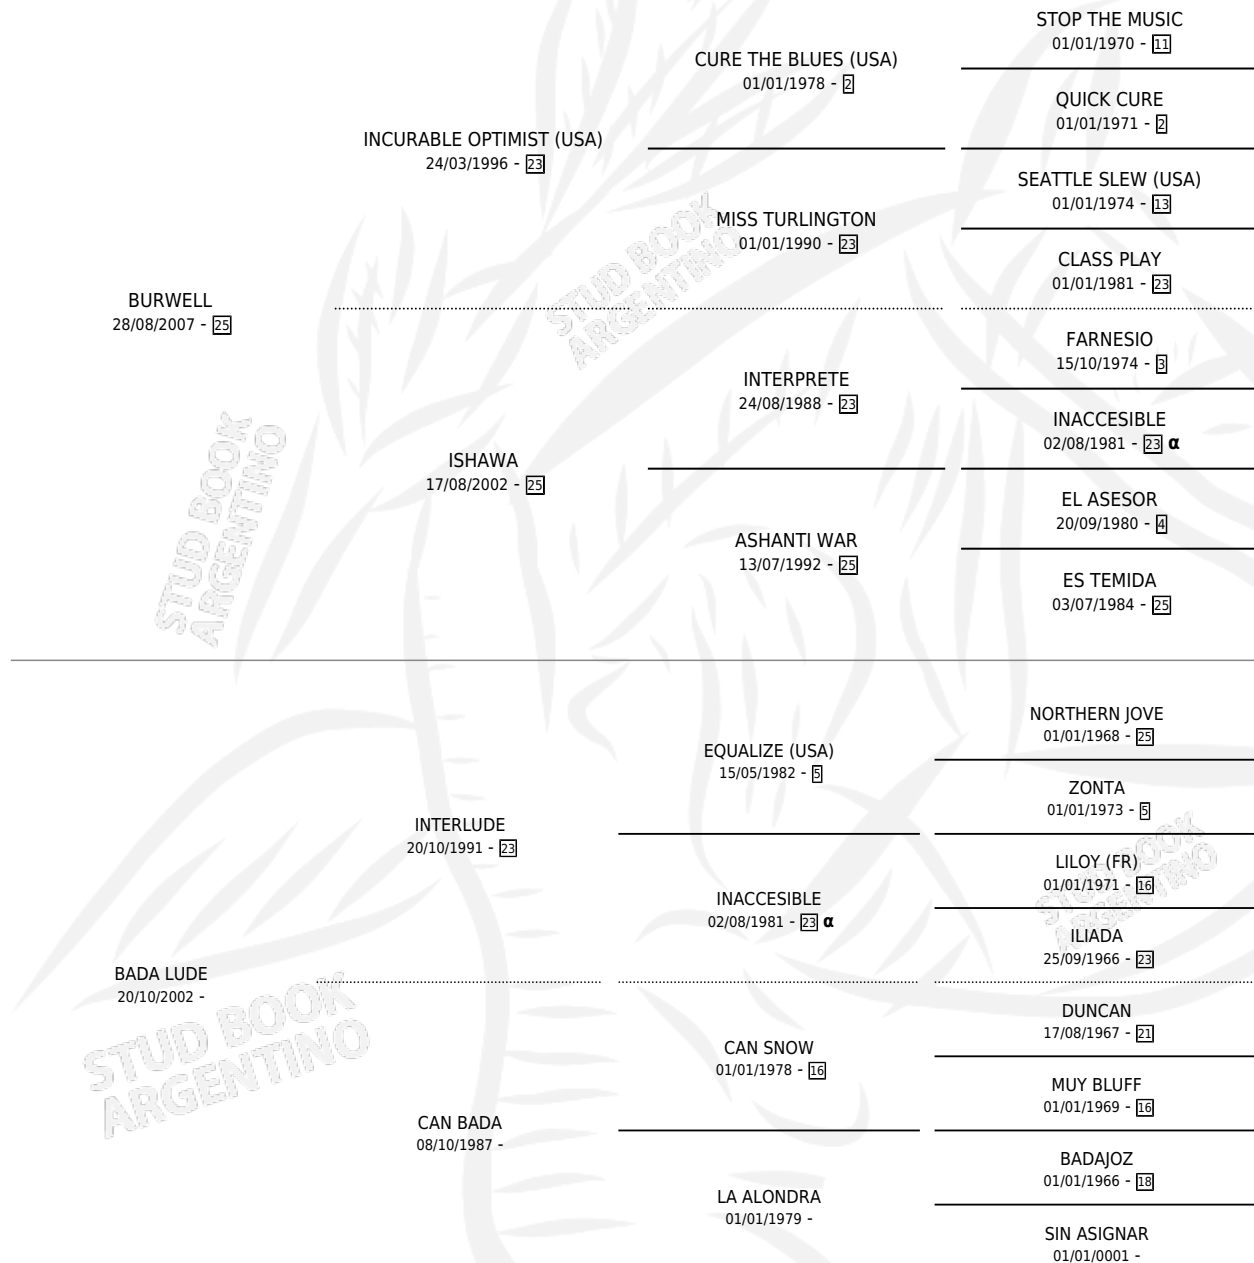 STOP THE MUSIC
01/01/1970 - 11
CURE THE BLUES (USA)
01/01/1978 - 2
QUICK CURE
01/01/1971 - 2
INCURABLE OPTIMIST (USA)
24/03/1996 - 23
SEATTLE SLEW (USA)
01/01/1974 - 13
MISS TURLINGTON
01/01/1990 - 23
CLASS PLAY
01/01/1981 - 23
BURWELL
28/08/2007 - 25
FARNESIO
15/10/1974 - 3
INTERPRETE
24/08/1988 - 23
INACCESIBLE
02/08/1981 - 23 α
ISHAWA
17/08/2002 - 25
EL ASESOR
20/09/1980 - 4
ASHANTI WAR
13/07/1992 - 25
ES TEMIDA
03/07/1984 - 25
NORTHERN JOVE
01/01/1968 - 25
EQUALIZE (USA)
15/05/1982 - 5
ZONTA
01/01/1973 - 5
INTERLUDE
20/10/1991 - 23
LILOY (FR)
01/01/1971 - 16
INACCESIBLE
02/08/1981 - 23 α
ILIADA
25/09/1966 - 23
BADA LUDE
20/10/2002 -
DUNCAN
17/08/1967 - 21
CAN SNOW
01/01/1978 - 16
MUY BLUFF
01/01/1969 - 16
CAN BADA
08/10/1987 -
BADAJOZ
01/01/1966 - 18
LA ALONDRA
01/01/1979 -
SIN ASIGNAR
01/01/0001 -
STUD BOOK
ARGENTINO
STUD BOOK
ARGENTINO
STUD BOOK
ARGENTINO
STUD BOOK
ARGENTINO